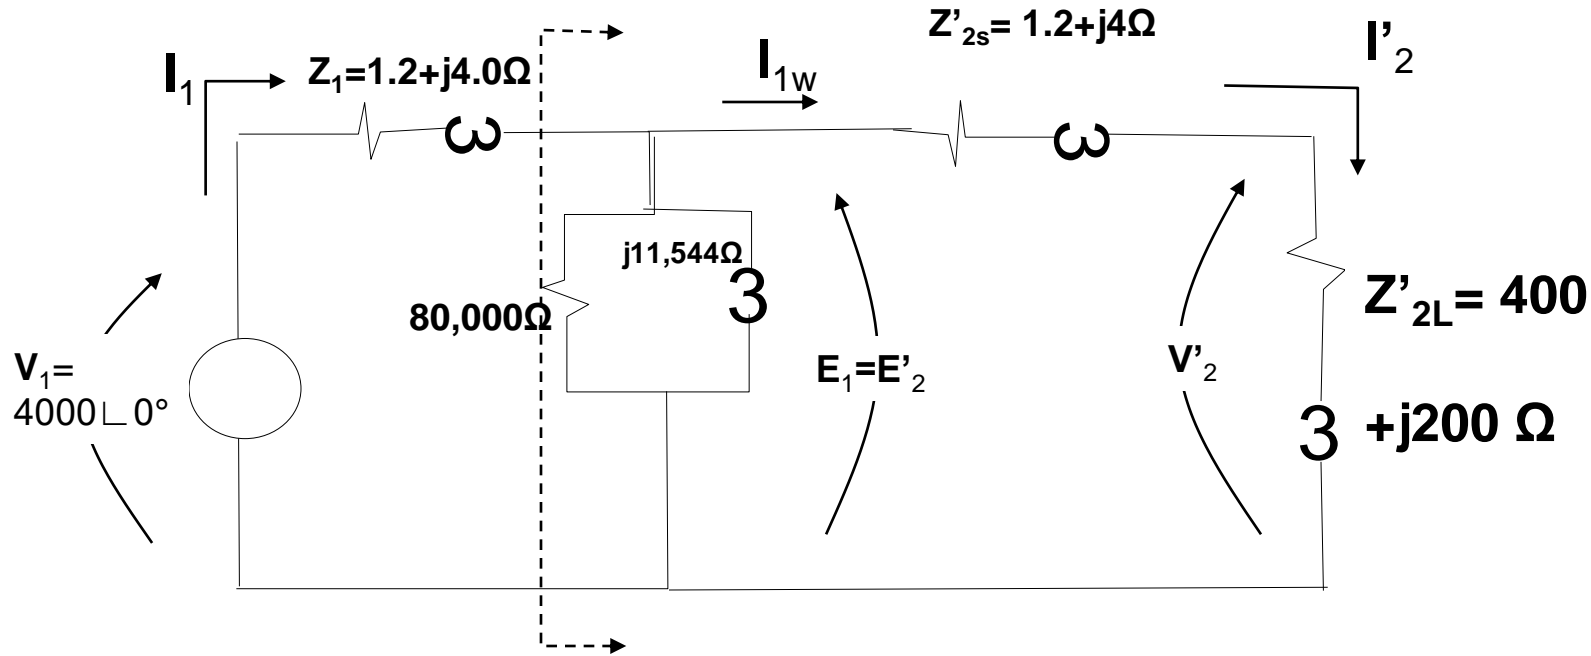 Z'2s= 1.2+j4Ω
I1
Z1=1.2+j4.0Ω
I1w
I'2
j11,544Ω
80,000Ω
Z'2L= 400
+j200 Ω
V1=
4000∟0°
E1=E'2
V'2